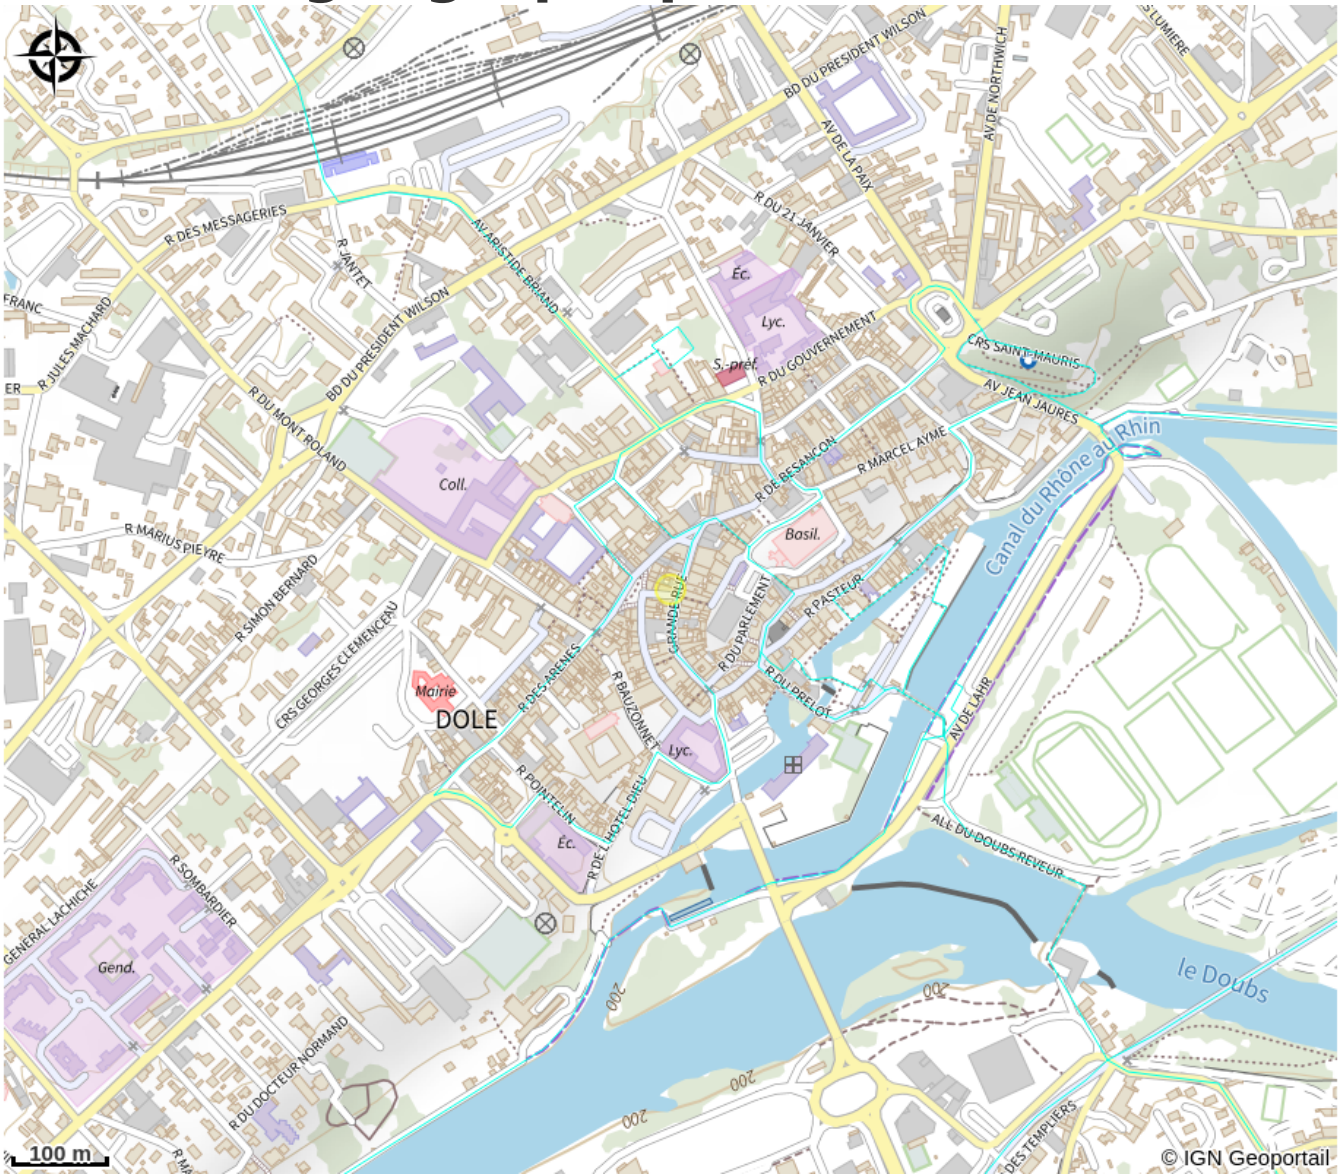 BD DU PRESIDENT WILSON
S LUMIERE
AV DE NORTHWICH
AV DE LA PAIX
R DES MESSAGERIES
R DU 21 JANVIER
AV ARISTIDE BRIAND
R JANTET
Éc.
FRANC
R JULES MACHARD
BD DU PRESIDENT WILSON
Lyc.
CRS SAINT-MAURIS
S.-préf.
R DU GOUVERNEMENT
ER
AV JEAN JAURES
R DU MONT ROLAND
Canal du Rhône au Rhin
R MARCEL AYME
R DE BESANCON
Coll.
Basil.
R MARIUS PIEYRE
R SIMON BERNARD
GRANDE RUE
R PASTEUR
R DU PARLEMENT
CRS GEORGES CLEMENCEAU
R DES ARENES
R BAUZONNET
R DU PRELOT
Mairie
AV DE LAHR
DOLE
Lyc.
R POINTELIN
R DE L'HOTEL DIEU
Éc.
ALL DU DOUBS REVEUR
R SOMBARDIER
GENERAL LACHICHE
Gend.
le Doubs
200
200
R DU DOCTEUR NORMAND
200
200
DES TEMPLIERS
R MA
100 m
© IGN Geoportail